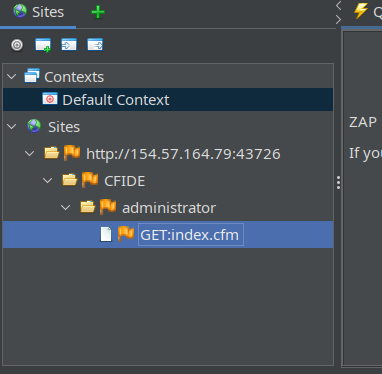 Sites
Q
Contexts
Default Context
Sites
http://154.57.164.79:43726
CFIDE
administrator
GET:index.cfm
ZAP
If you